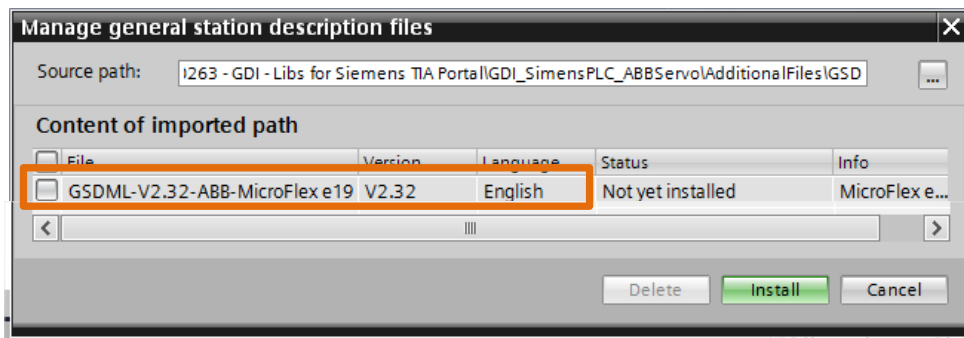 Manage general station description files
Source path: )263 - GDI - Libs for Siemens TIA Portal\GDI_SimensPLC_ABBServo\AdditionalFiles\GSD ...
Content of imported path
File Version Language Status Info
GSDML-V2.32-ABB-MicroFlex e19 V2.32 English Not yet installed MicroFlex e...
Delete Install Cancel